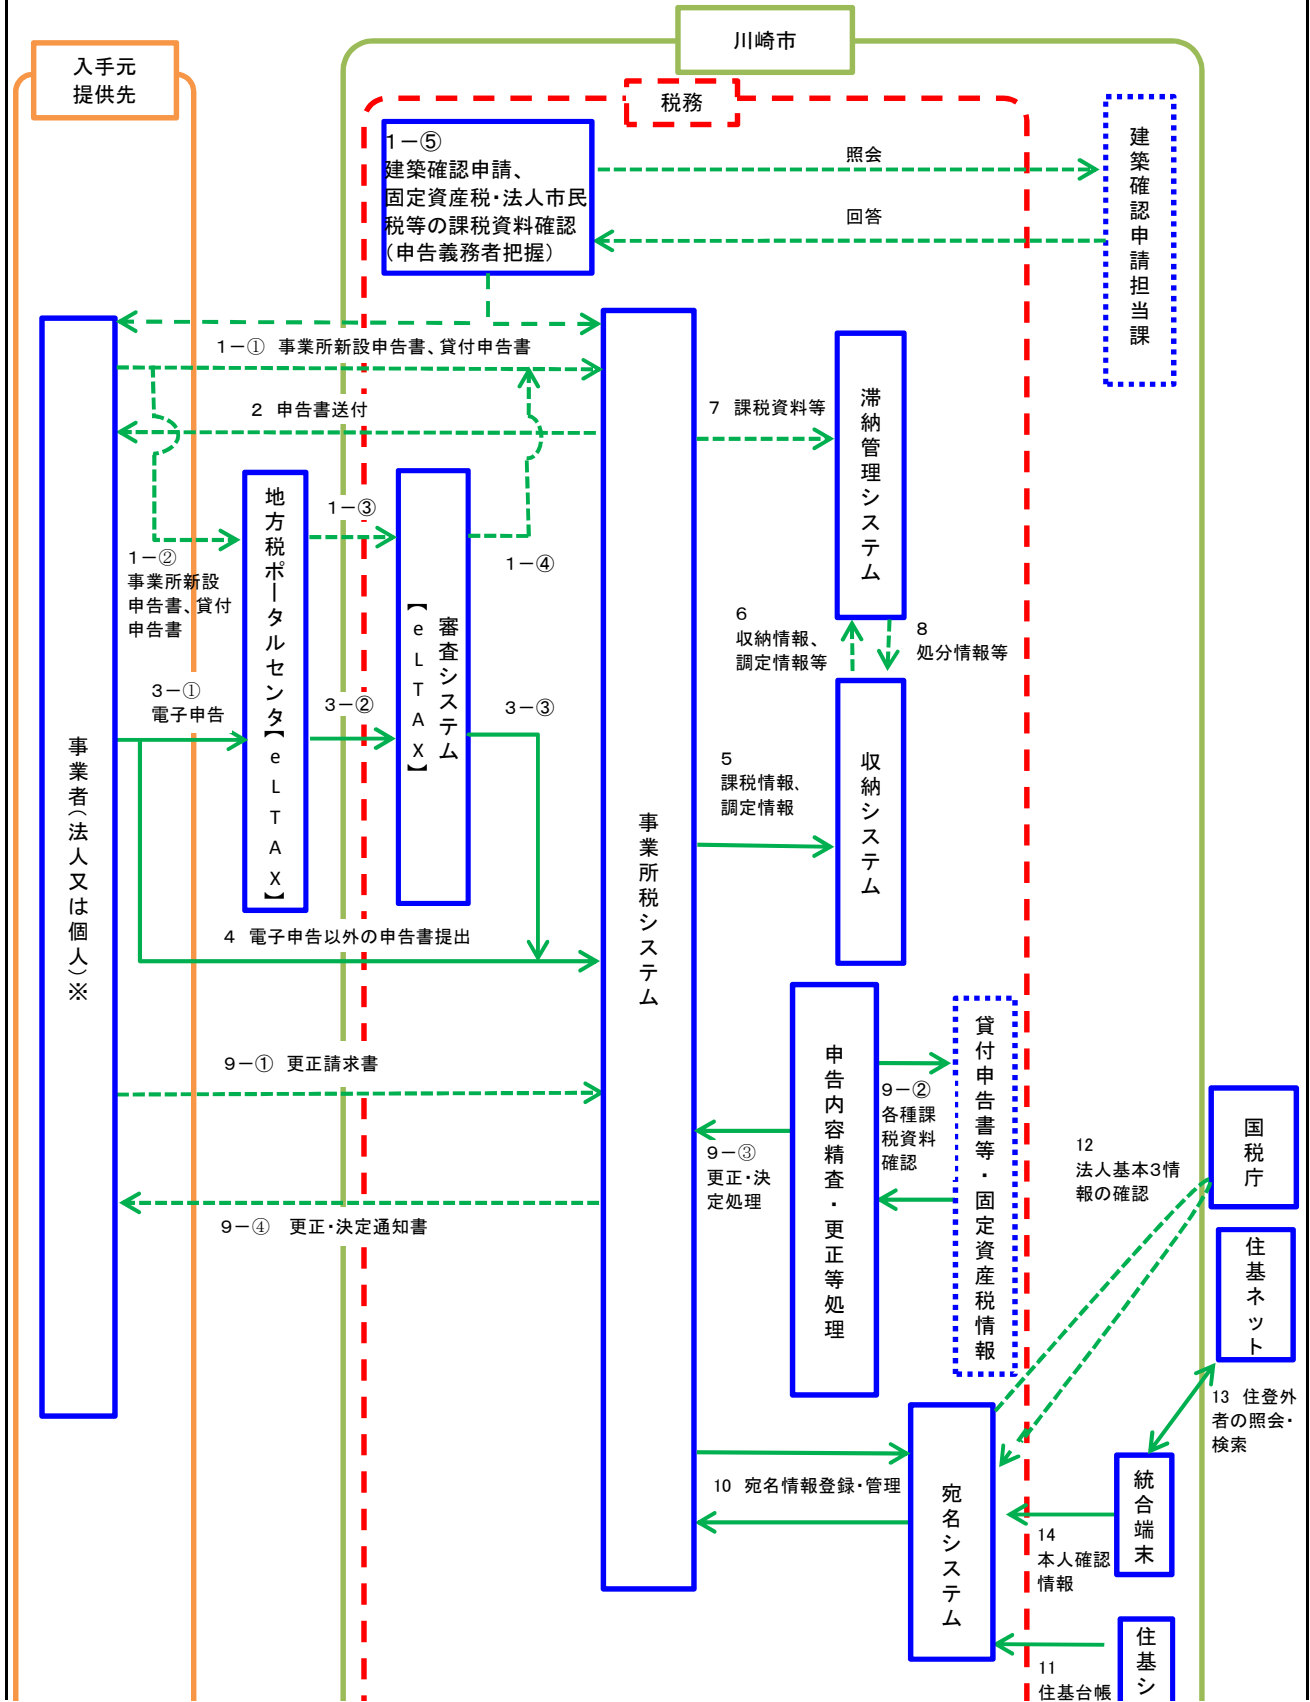 川崎市
入手元
提供先
税務
1－⑤
建築確認申請、
固定資産税・法人市民
税等の課税資料確認
(申告義務者把握)
照会
回答
建築確認申請担当課
1－① 事業所新設申告書、貸付申告書
2 申告書送付
7 課税資料等
滞納管理システム
地方税ポータルセンタ【eLTAX】
1－③
審査システム
【eLTAX】
1－④
1－②
事業所新設
申告書、貸付
申告書
6
収納情報、
調定情報等
8
処分情報等
3－①
電子申告
3－②
3－③
事業者(法人又は個人)※
事業所税システム
5
課税情報、
調定情報
収納システム
4 電子申告以外の申告書提出
9－① 更正請求書
申告内容精査・更正等処理
9－②
各種課
税資料
確認
貸付申告書等・固定資産税情報
9－③
更正・決
定処理
9－④ 更正・決定通知書
12
法人基本3情
報の確認
国税庁
住基ネット
13 住登外
者の照会・
検索
10 宛名情報登録・管理
宛名システム
統合端末
14
本人確認
情報
11
住基台帳
住基シ